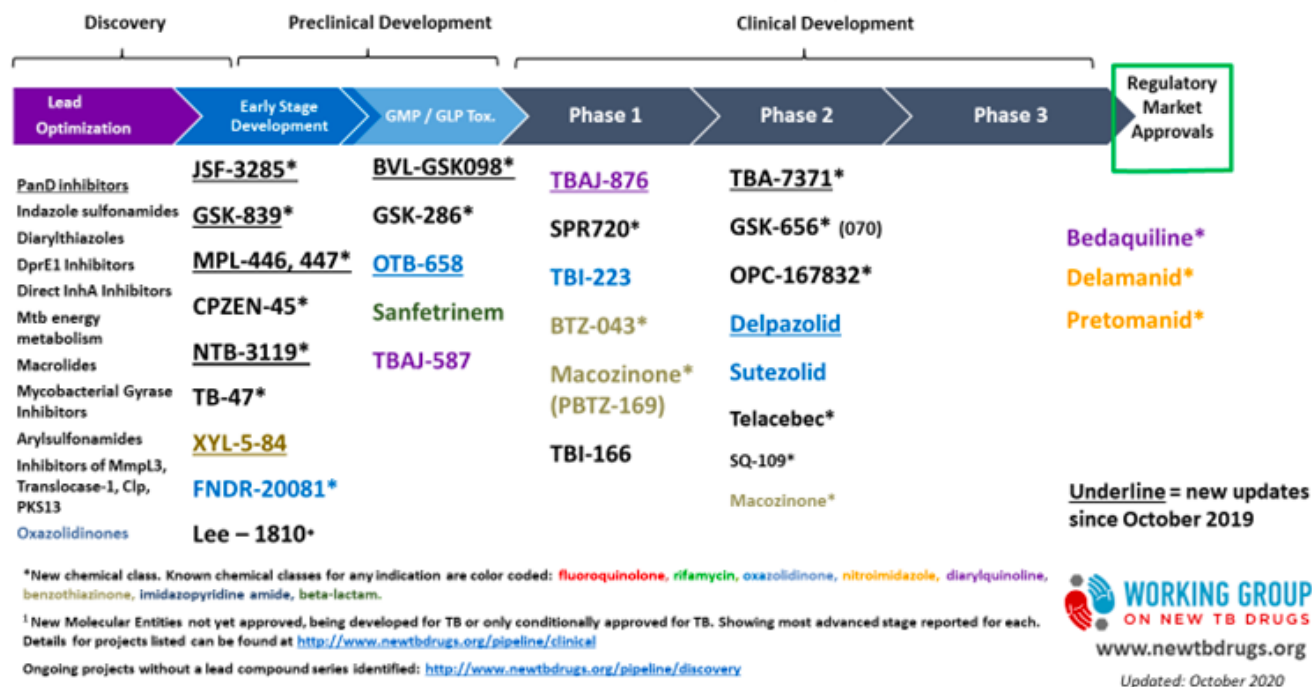 Discovery
Preclinical Development
Clinical Development
Lead
Optimization
Early Stage
Development
GMP / GLP Tox.
Phase 1
Phase 2
Phase 3
Regulatory
Market
Approvals
PanD inhibitors
Indazole sulfonamides
Diarylthiazoles
DprE1 Inhibitors
Direct InhA Inhibitors
Mtb energy
metabolism
Macrolides
Mycobacterial Gyrase
Inhibitors
Arylsulfonamides
Inhibitors of MmpL3,
Translocase-1, Clp,
PKS13
Oxazolidinones
JSF-3285*
GSK-839*
MPL-446, 447*
CPZEN-45*
NTB-3119*
TB-47*
XYL-5-84
FNDR-20081*
Lee – 1810*
BVL-GSK098*
GSK-286*
OTB-658
Sanfetrinem
TBAJ-587
TBAJ-876
SPR720*
TBI-223
BTZ-043*
Macozinone*
(PBTZ-169)
TBI-166
TBA-7371*
GSK-656* (070)
OPC-167832*
Delpazolid
Sutezolid
Telacebec*
SQ-109*
Macozinone*
Bedaquiline*
Delamanid*
Pretomanid*
Underline = new updates
since October 2019
*New chemical class. Known chemical classes for any indication are color coded: fluoroquinolone, rifamycin, oxazolidinone, nitroimidazole, diarylquinoline,
benzothiazinone, imidazopyridine amide, beta-lactam.
1 New Molecular Entities not yet approved, being developed for TB or only conditionally approved for TB. Showing most advanced stage reported for each.
Details for projects listed can be found at http://www.newtbdrugs.org/pipeline/clinical
Ongoing projects without a lead compound series identified: http://www.newtbdrugs.org/pipeline/discovery
WORKING GROUP
ON NEW TB DRUGS
www.newtbdrugs.org
Updated: October 2020